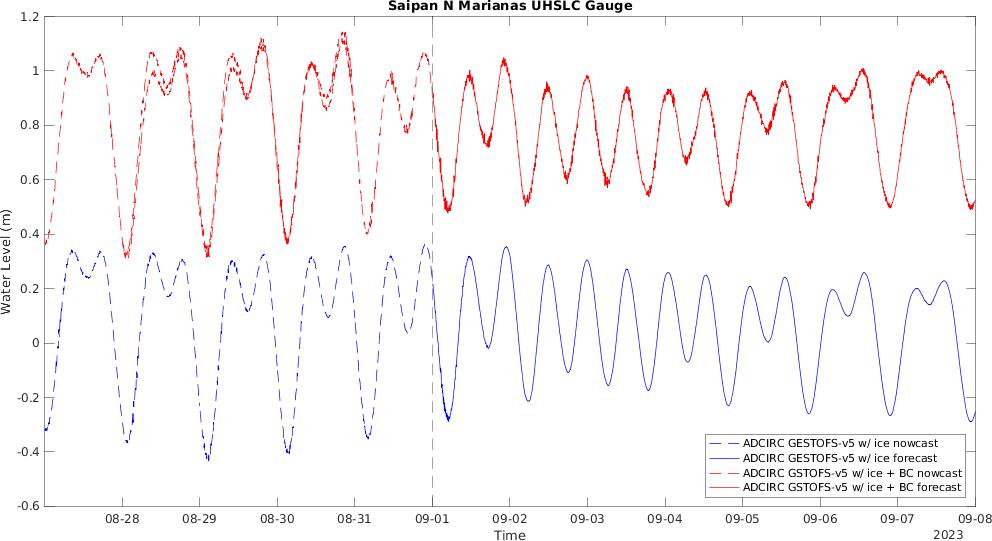 Saipan N Marianas UHSLC Gauge
1.2
1
0.8
0.6
0.4
0.2
0
-0.2
-0.4
-0.6
Water Level (m)
ADCIRC GESTOFS-v5 w/ ice nowcast
ADCIRC GESTOFS-v5 w/ ice forecast
ADCIRC GSTOFS-v5 w/ ice + BC nowcast
ADCIRC GSTOFS-v5 w/ ice + BC forecast
08-28 08-29 08-30 08-31 09-01 09-02 09-03 09-04 09-05 09-06 09-07 09-08
Time
2023